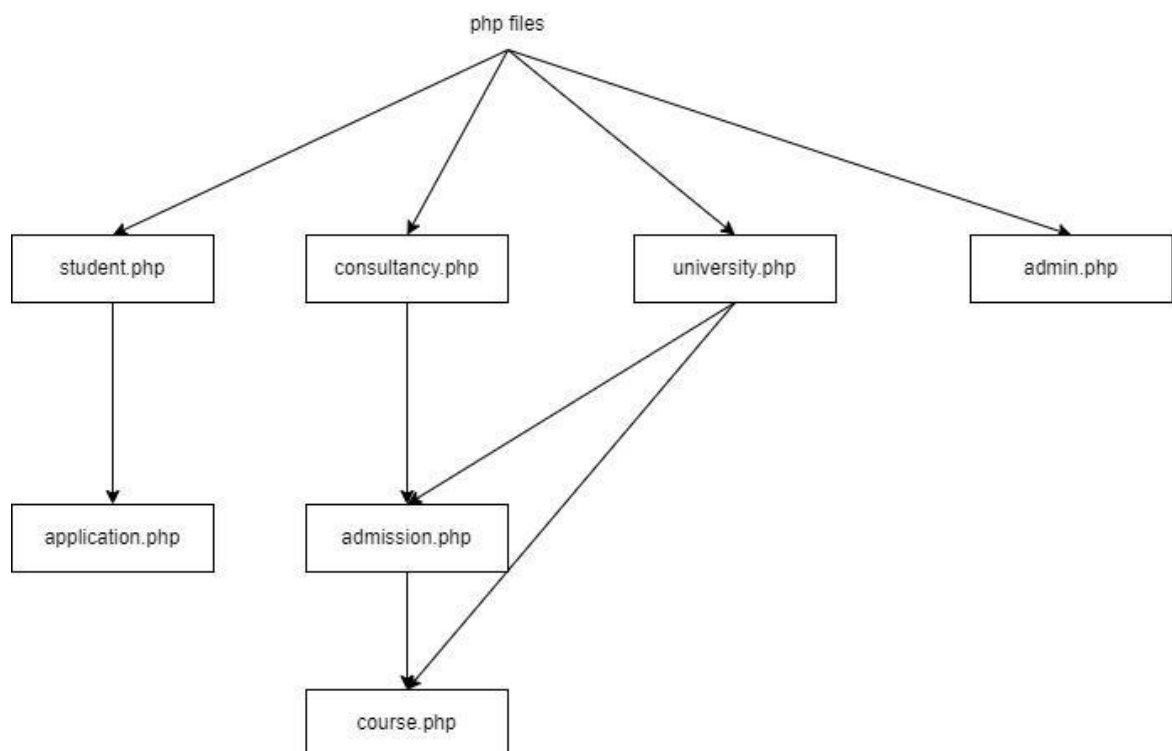 php files
student.php
consultancy.php
university.php
admin.php
application.php
admission.php
course.php